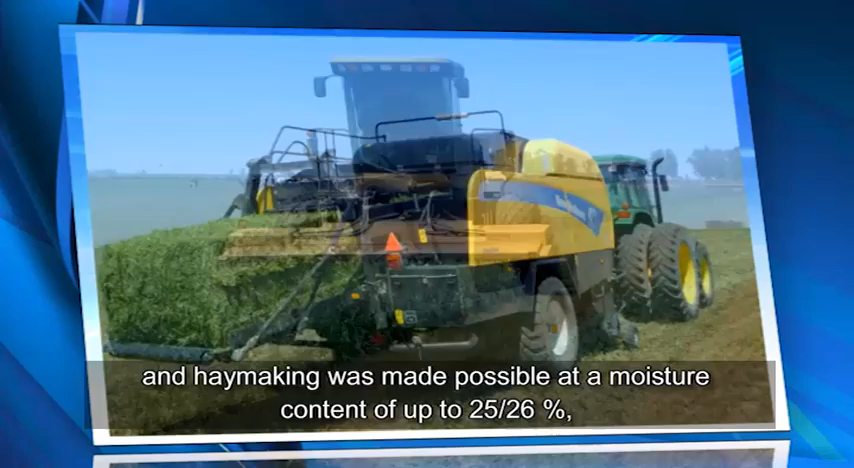 and haymaking was made possible at a moisture
content of up to 25/26 %,